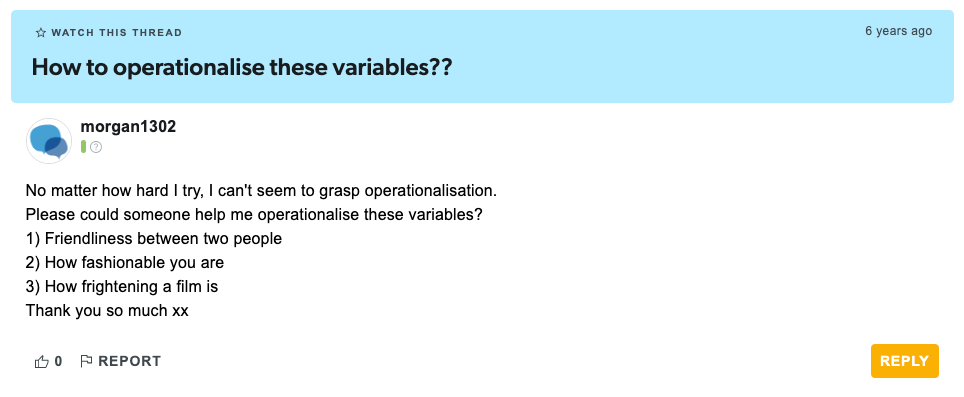 WATCH THIS THREAD
6 years ago
How to operationalise these variables??
morgan1302
?
No matter how hard I try, I can't seem to grasp operationalisation.
Please could someone help me operationalise these variables?
1) Friendliness between two people
2) How fashionable you are
3) How frightening a film is
Thank you so much xx
0 REPORT
REPLY